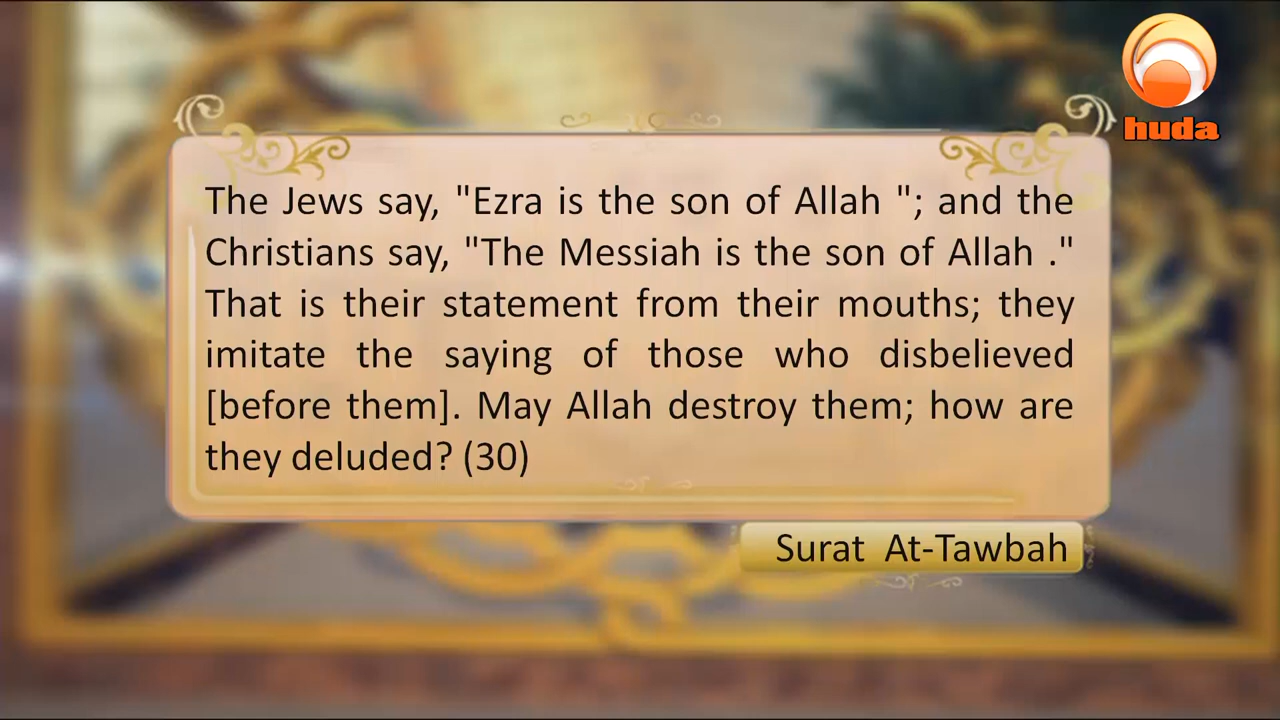 huda
The Jews say, "Ezra is the son of Allah "; and the
Christians say, "The Messiah is the son of Allah ."
That is their statement from their mouths; they
imitate the saying of those who disbelieved
[before them]. May Allah destroy them; how are
they deluded? (30)
Surat At-Tawbah